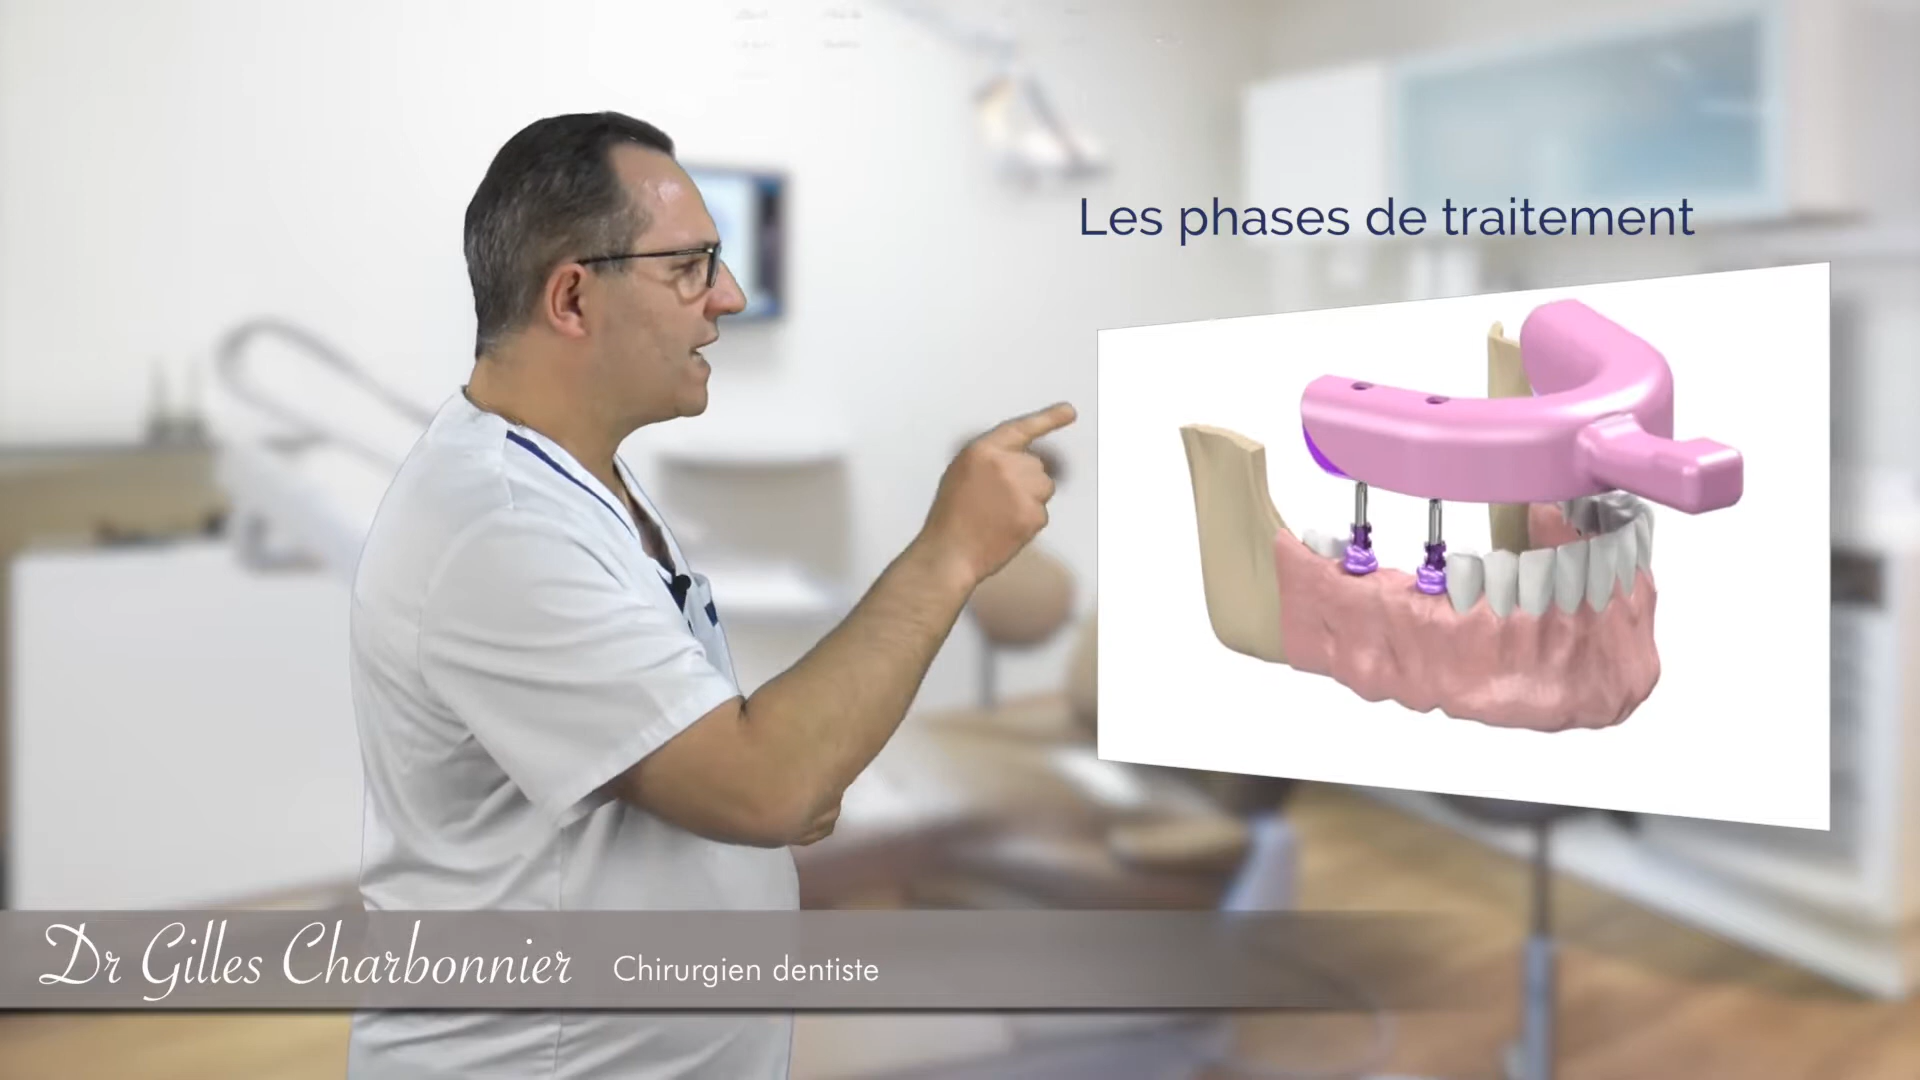 Les phases de traitement
Dr Gilles Charbonnier Chirurgien dentiste